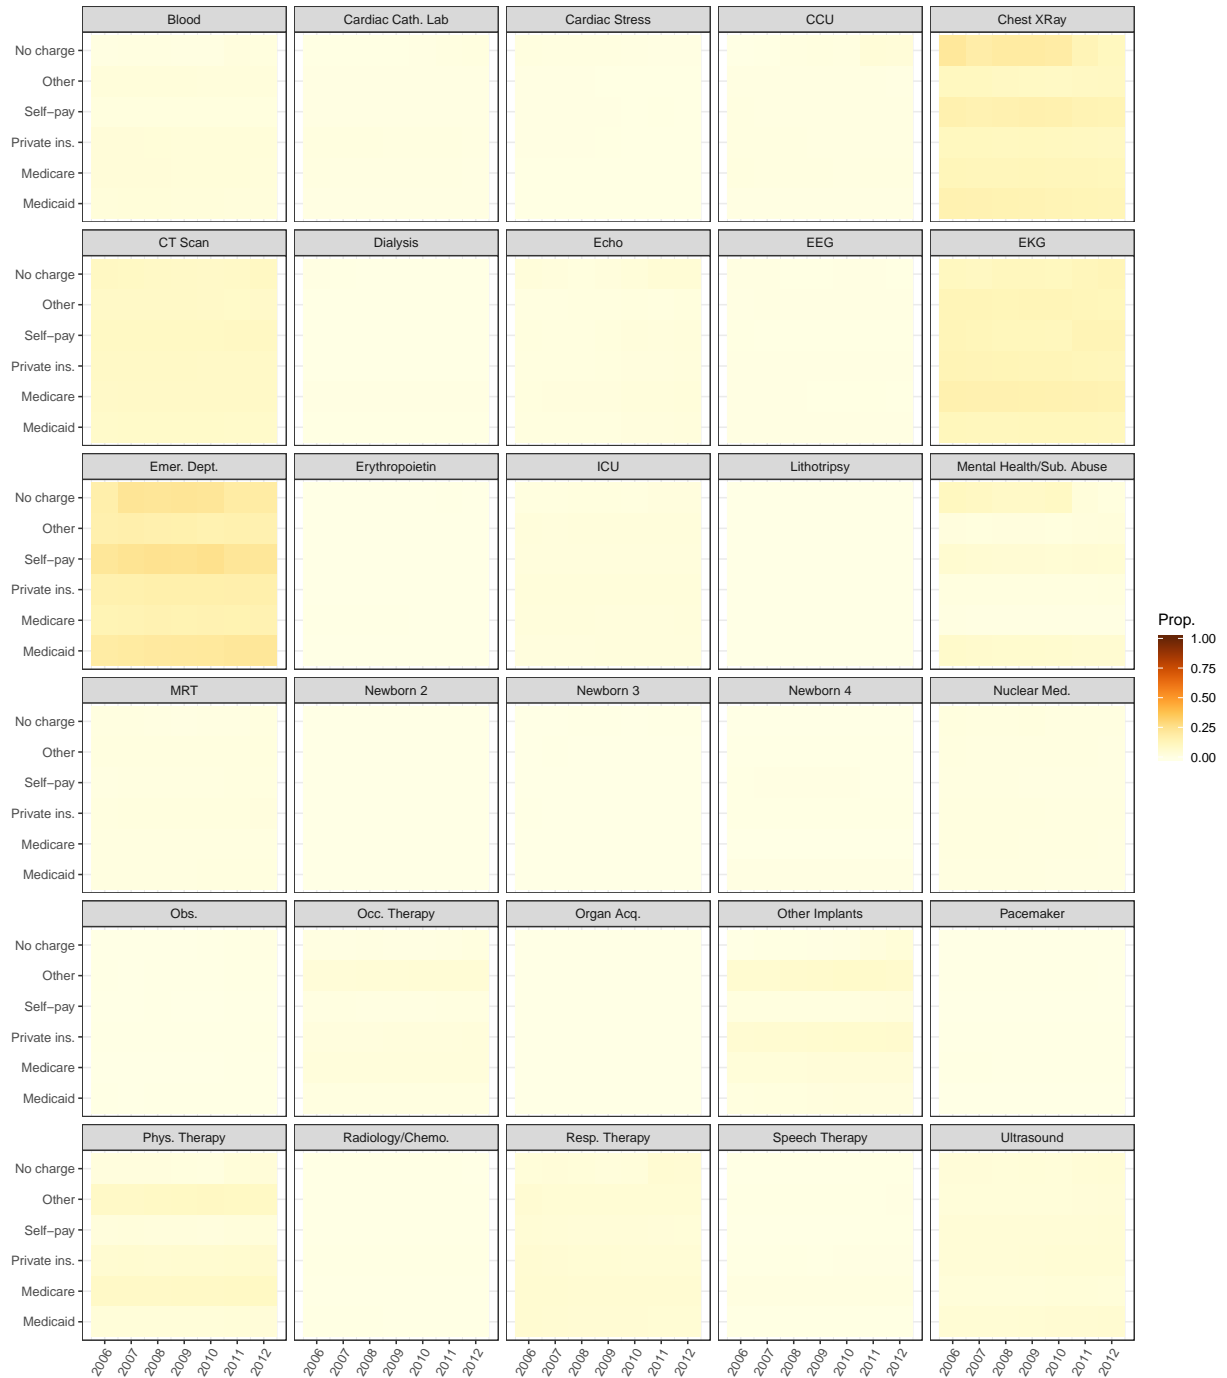 Blood Cardiac Cath. Lab Cardiac Stress CCU Chest XRay
No charge
Other
Self−pay
Private ins.
Medicare
Medicaid
CT Scan Dialysis Echo EEG EKG
No charge
Other
Self−pay
Private ins.
Medicare
Medicaid
Emer. Dept. Erythropoietin ICU Lithotripsy Mental Health/Sub. Abuse
No charge
Other
Self−pay
Private ins.
Medicare
Medicaid
Prop.
1.00
0.75
0.50
0.25
0.00
MRT Newborn 2 Newborn 3 Newborn 4 Nuclear Med.
No charge
Other
Self−pay
Private ins.
Medicare
Medicaid
Obs. Occ. Therapy Organ Acq. Other Implants Pacemaker
No charge
Other
Self−pay
Private ins.
Medicare
Medicaid
Phys. Therapy Radiology/Chemo. Resp. Therapy Speech Therapy Ultrasound
No charge
Other
Self−pay
Private ins.
Medicare
Medicaid
2006 2007 2008 2009 2010 2011 2012 2006 2007 2008 2009 2010 2011 2012 2006 2007 2008 2009 2010 2011 2012 2006 2007 2008 2009 2010 2011 2012 2006 2007 2008 2009 2010 2011 2012